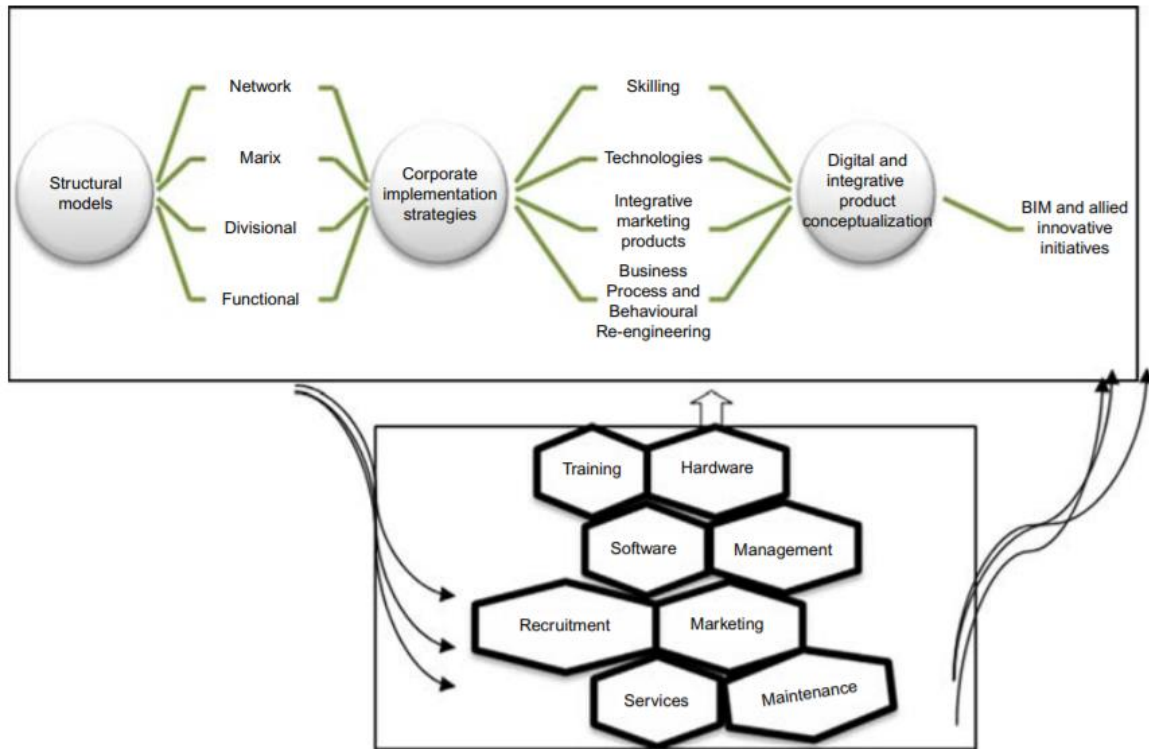 Structural
models
Network
Marix
Divisional
Functional
Corporate
implementation
strategies
Skilling
Technologies
Integrative
marketing
products
Business
Process and
Behavioural
Re-engineering
Digital and
integrative
product
conceptualization
BIM and allied
innovative
initiatives
Training
Hardware
Software
Management
Recruitment
Marketing
Services
Maintenance